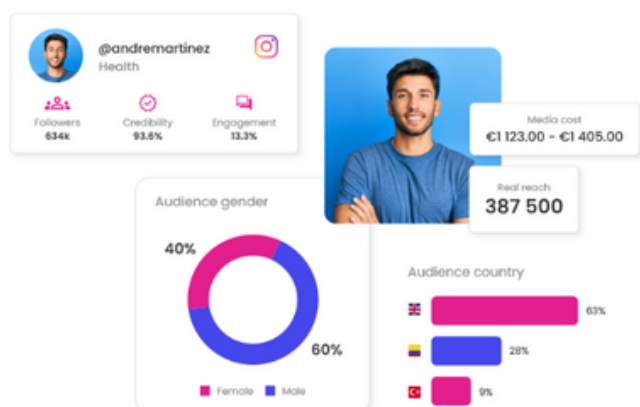 @andremartinez
Health
Followers
634k
Credibility
93.6%
Engagement
13.3%
Media cost
€1 123.00 - €1 405.00
Real reach
387 500
Audience gender
40%
60%
Female
Male
Audience country
63%
28%
9%